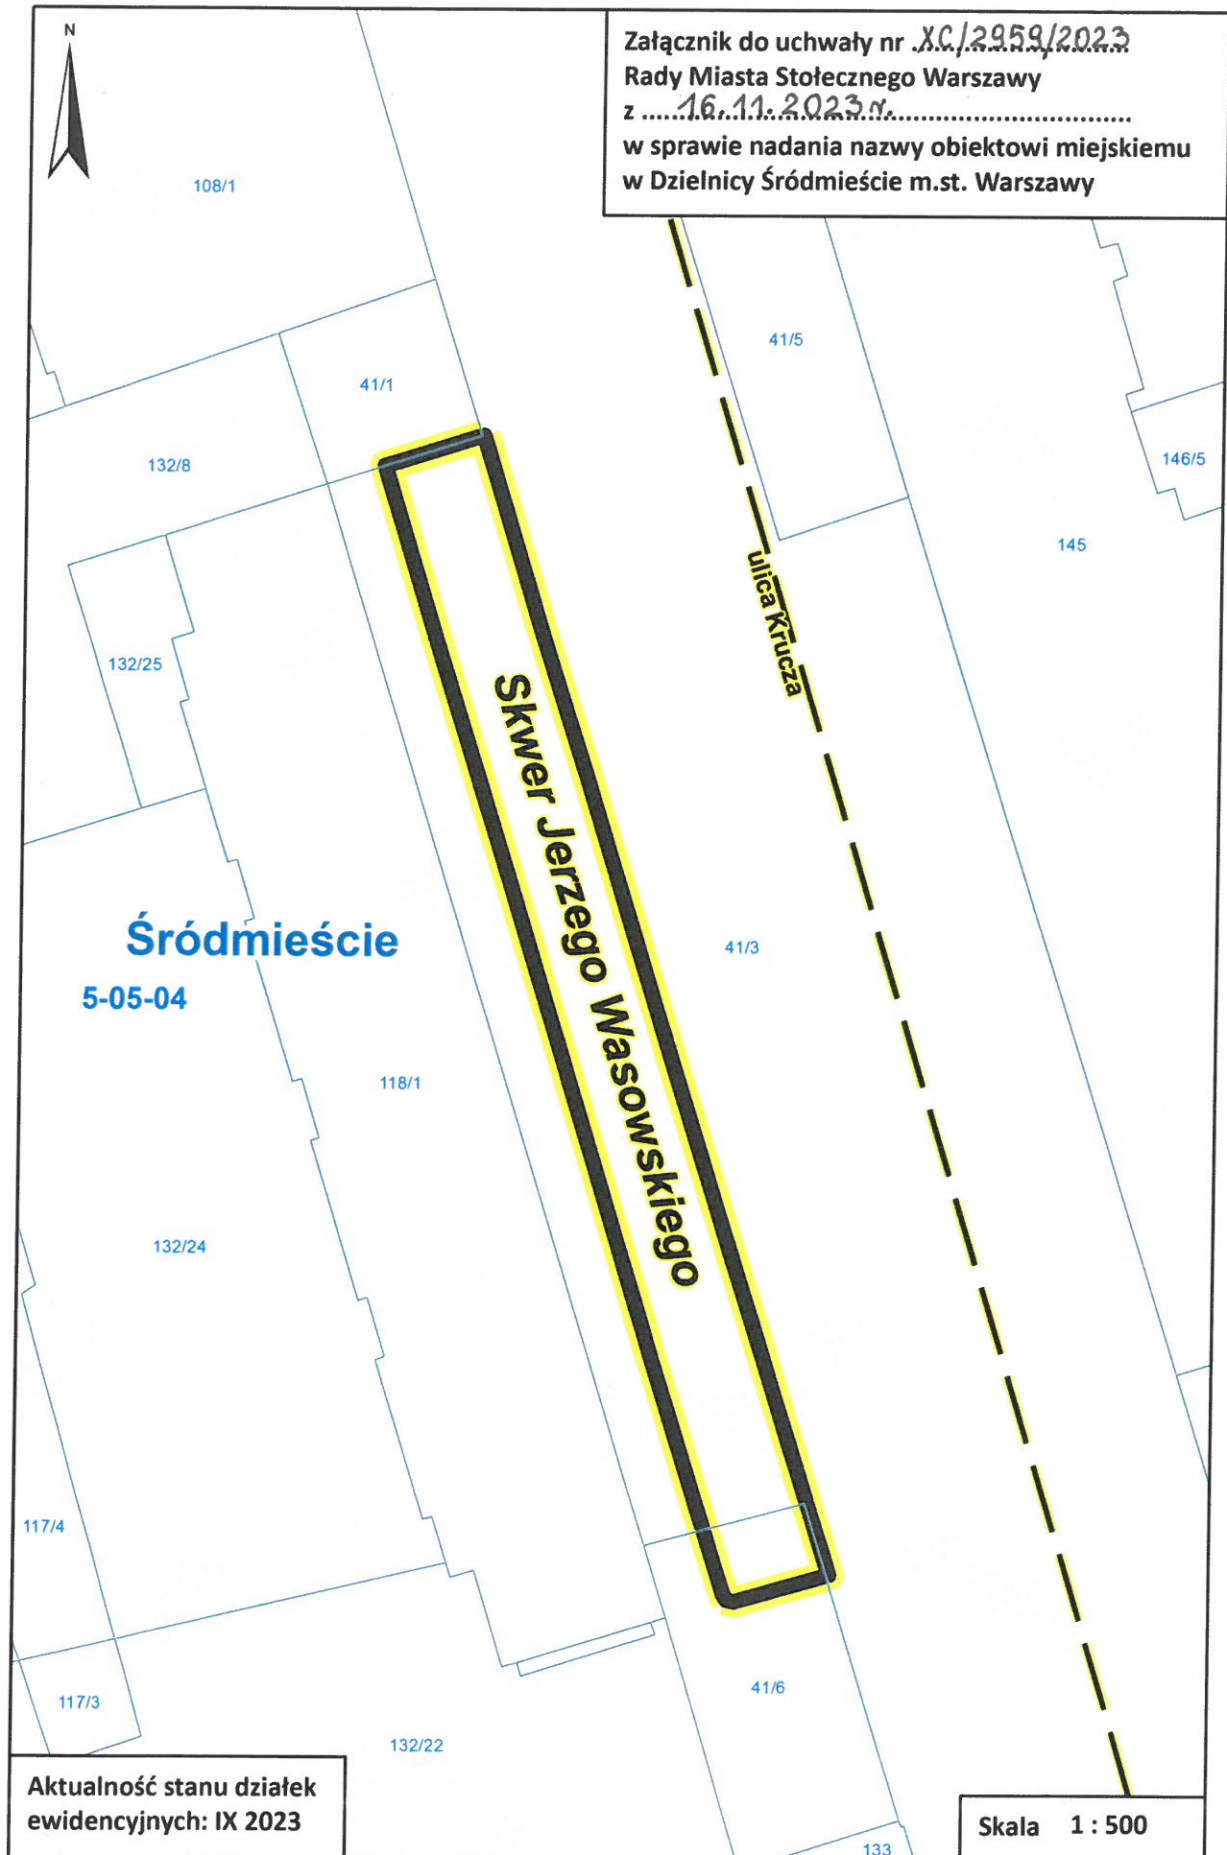 N
Załącznik do uchwały nr .XC/2959/2023
Rady Miasta Stołecznego Warszawy
z ......16.11.2023 r.....................................
w sprawie nadania nazwy obiektowi miejskiemu
w Dzielnicy Śródmieście m.st. Warszawy
108/1
41/5
41/1
132/8
146/5
145
ulica Krucza
132/25
Skwer Jerzego Wasowskiego
Śródmieście
41/3
5-05-04
118/1
132/24
117/4
41/6
117/3
132/22
Aktualność stanu działek
ewidencyjnych: IX 2023
Skala 1 : 500
133